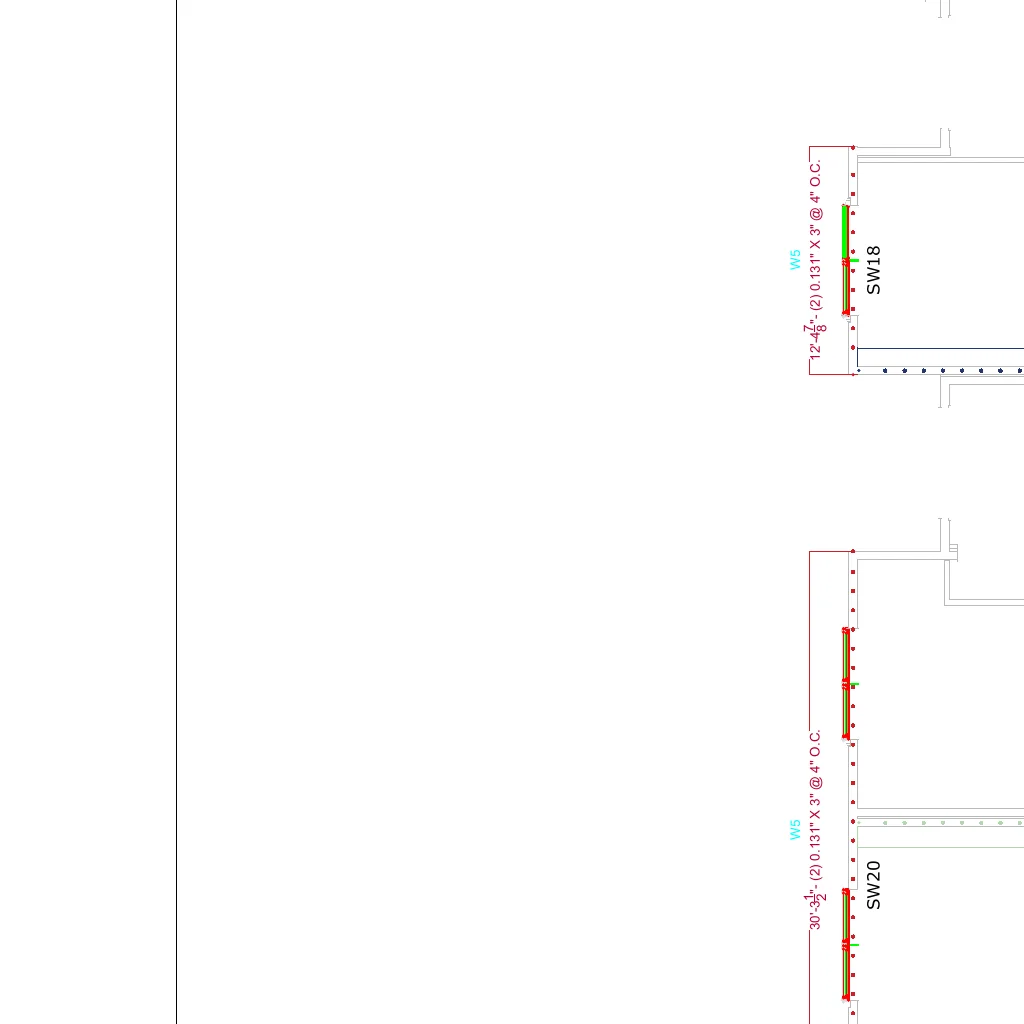 W5
12'-4 7/8"- (2) 0.131" X 3" @ 4" O.C.
SW18
W5
30'-3 1/2"- (2) 0.131" X 3" @ 4" O.C.
SW20